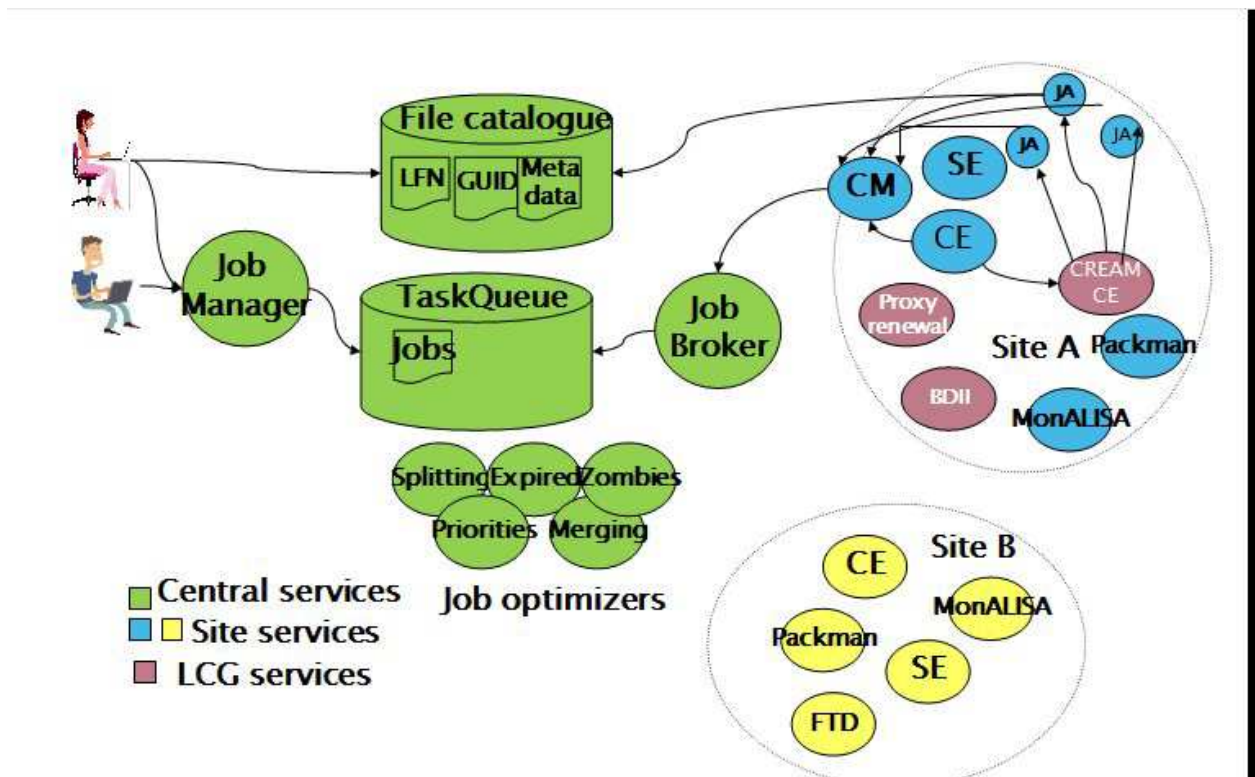 File catalogue
LFN
GUID
Meta
data
Job
Manager
TaskQueue
Jobs
Job
Broker
JA
JA
JA
SE
CM
CE
CREAM
CE
Proxy
renewal
Site A
Packman
BDII
MonALISA
Splitting
Expired
Zombies
Priorities
Merging
Job optimizers
Central services
Site services
LCG services
Site B
CE
MonALISA
Packman
SE
FTD